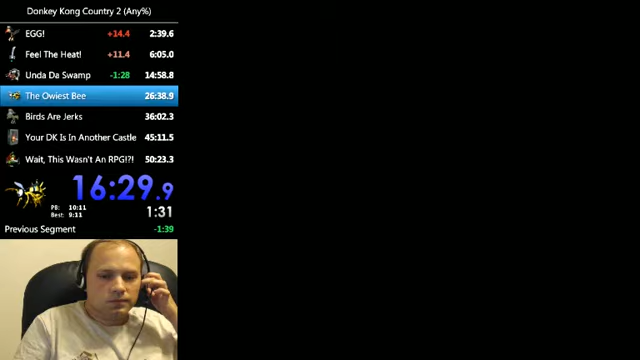 Donkey Kong Country 2 (Any%)
EGG! +14.4 2:39.6
Feel The Heat! +11.4 6:05.0
Unda Da Swamp -1:28 14:58.8
The Owiest Bee 26:38.9
Birds Are Jerks 36:02.3
Your DK Is In Another Castle 45:11.5
Wait, This Wasn't An RPG!?! 50:23.3
16:29.9
PB: 10:11 1:31
Best: 9:11
Previous Segment -1:39